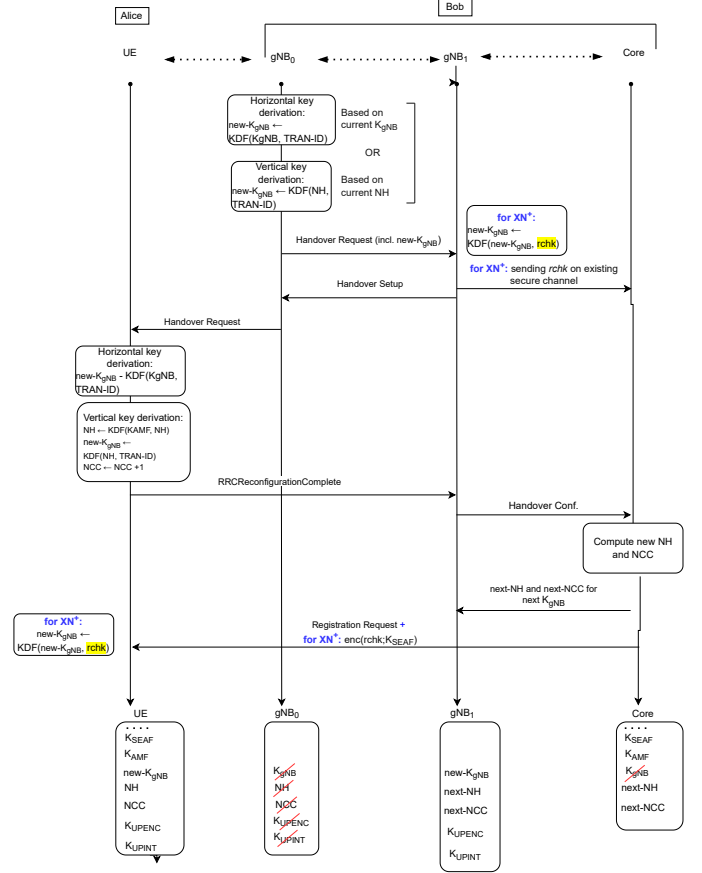 Alice
Bob
UE
gNB0
gNB1
Core
Horizontal key
derivation:
new-KgNB ←
KDF(KgNB, TRAN-ID)
Based on
current KgNB
OR
Vertical key
derivation:
new-KgNB ← KDF(NH,
TRAN-ID)
Based on
current NH
for XN+:
new-KgNB ←
KDF(new-KgNB, rchk)
Handover Request (incl. new-KgNB)
for XN+: sending rchk on existing
secure channel
Handover Setup
Handover Request
Horizontal key
derivation:
new-KgNB - KDF(KgNB,
TRAN-ID)
Vertical key derivation:
NH ← KDF(KAMF, NH)
new-KgNB ←
KDF(NH, TRAN-ID)
NCC ← NCC +1
RRCReconfigurationComplete
Handover Conf.
Compute new NH
and NCC
next-NH and next-NCC for
next KgNB
for XN+:
new-KgNB ←
KDF(new-KgNB, rchk)
Registration Request +
for XN+: enc(rchk;KSEAF)
UE
gNB0
gNB1
Core
....
KSEAF
KAMF
new-KgNB
NH
NCC
KUPENC
KUPINT
KgNB
NH
NCC
KUPENC
KUPINT
new-KgNB
next-NH
next-NCC
KUPENC
KUPINT
....
KSEAF
KAMF
KgNB
next-NH
next-NCC